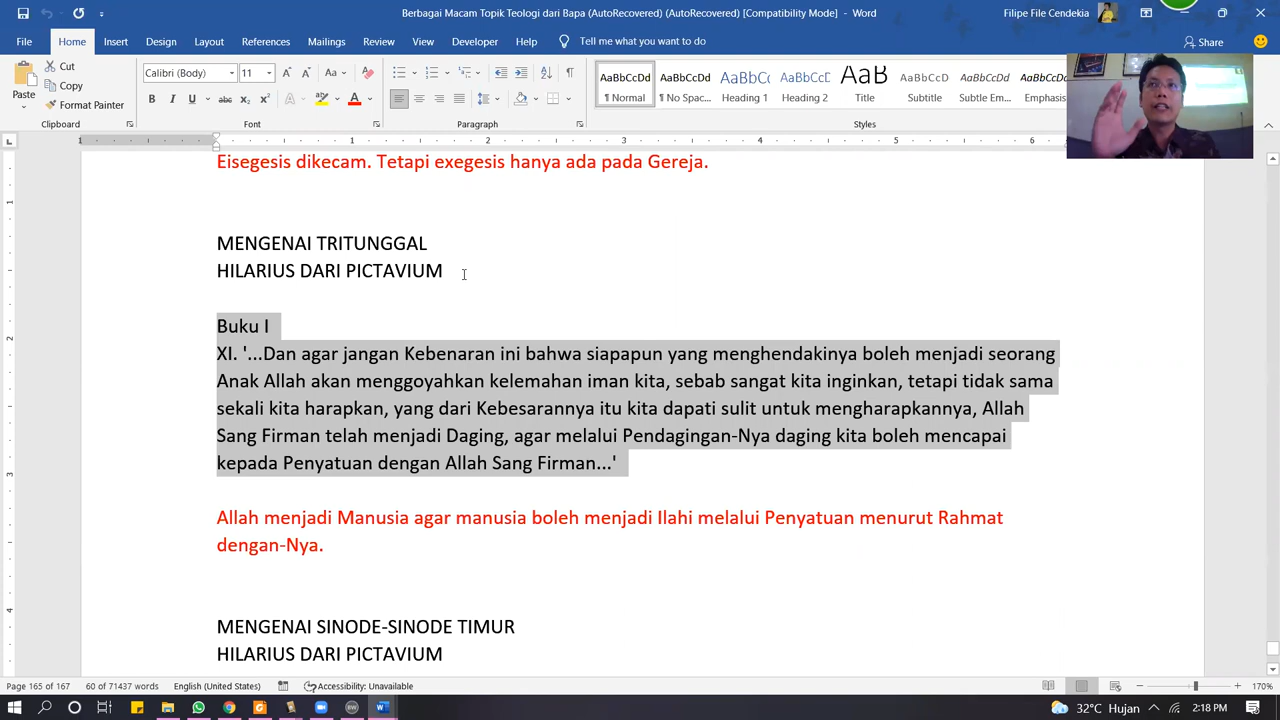 Berbagai Macam Topik Teologi dari Bapa (AutoRecovered) (AutoRecovered) [Compatibility Mode] - Word
Filipe File Cendekia
File Home Insert Design Layout References Mailings Review View Developer Help Tell me what you want to do Share
Paste
Cut
Copy
Format Painter
Calibri (Body) 11
AaBbCcDd AaBbCcDd AaBbCc AaBbCcD AaB AaBbCcD AaBbCcDd AaBbCcDd
¶ Normal ¶ No Spac... Heading 1 Heading 2 Title Subtitle Subtle Em... Emphasis
Clipboard Font Paragraph Styles
1 1 2 3 4 5 6
Eisegesis dikecam. Tetapi exegesis hanya ada pada Gereja.
MENGENAI TRITUNGGAL
HILARIUS DARI PICTAVIUM
Buku I
XI. '...Dan agar jangan Kebenaran ini bahwa siapapun yang menghendakinya boleh menjadi seorang
Anak Allah akan menggoyahkan kelemahan iman kita, sebab sangat kita inginkan, tetapi tidak sama
sekali kita harapkan, yang dari Kebesarannya itu kita dapati sulit untuk mengharapkannya, Allah
Sang Firman telah menjadi Daging, agar melalui Pendagingan-Nya daging kita boleh mencapai
kepada Penyatuan dengan Allah Sang Firman...'
Allah menjadi Manusia agar manusia boleh menjadi Ilahi melalui Penyatuan menurut Rahmat
dengan-Nya.
MENGENAI SINODE-SINODE TIMUR
HILARIUS DARI PICTAVIUM
Page 165 of 167 60 of 71437 words English (United States) Accessibility: Unavailable 170%
32°C Hujan 2:18 PM